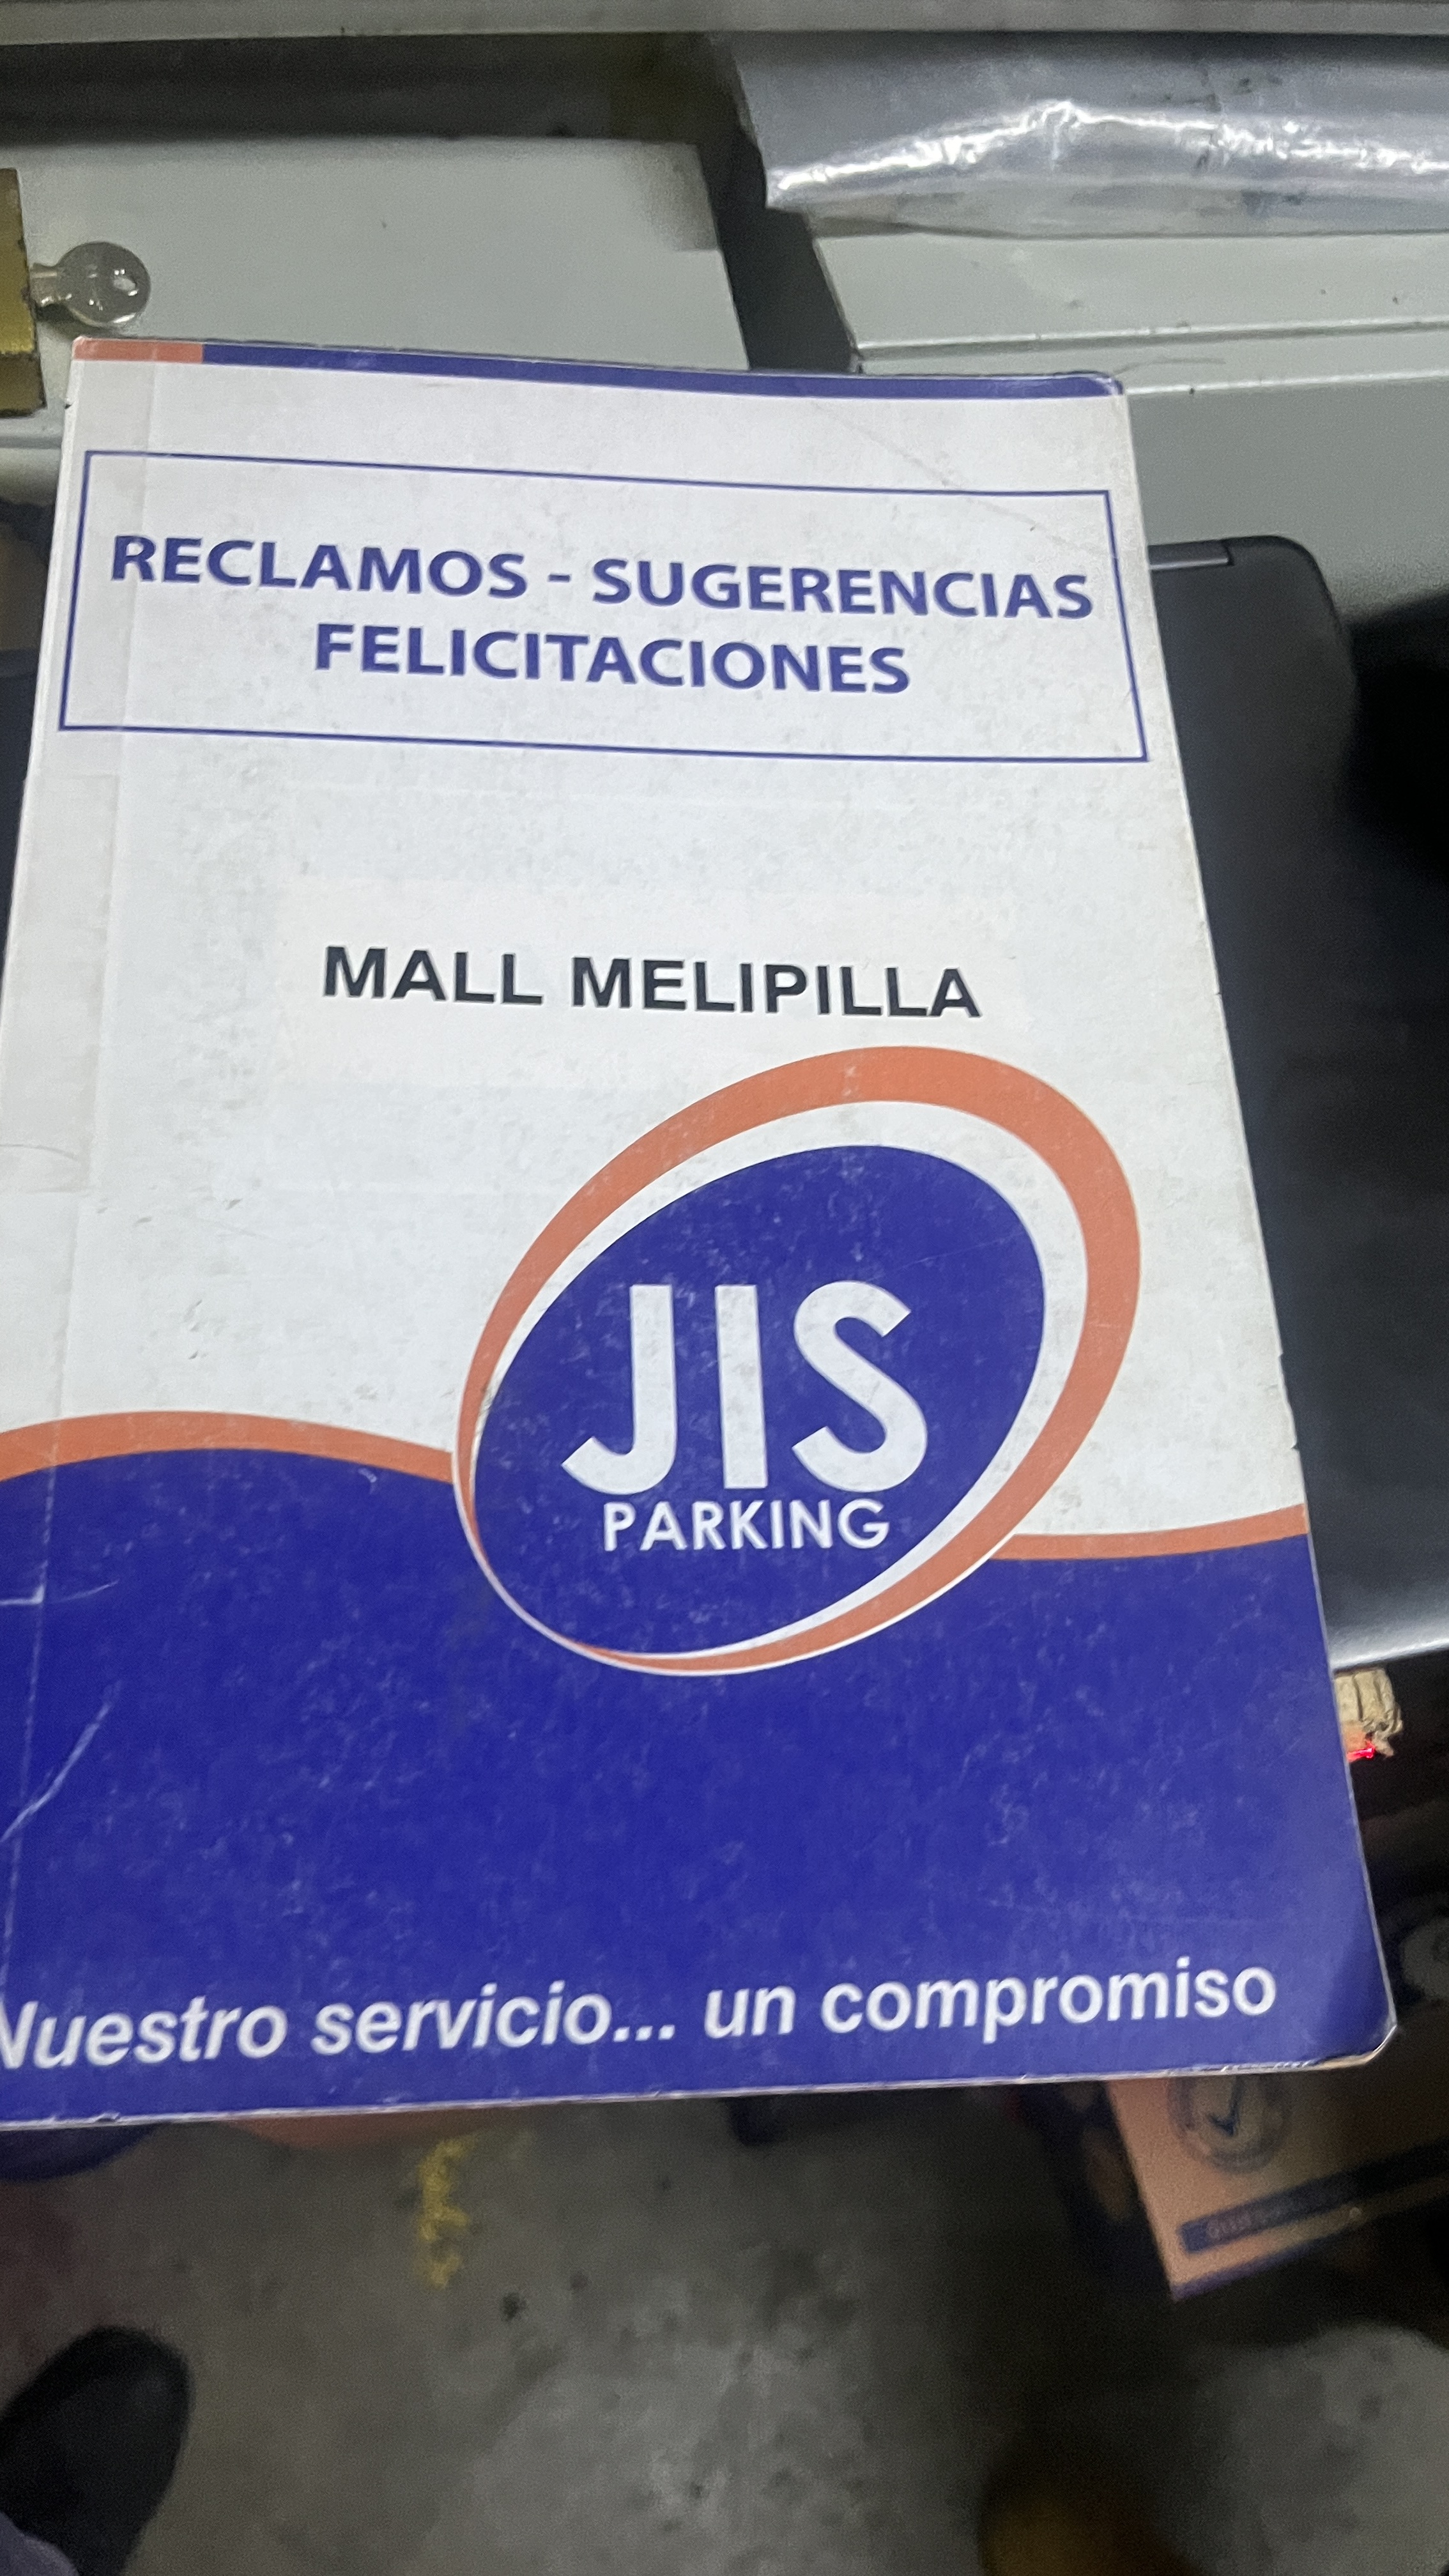 RECLAMOS - SUGERENCIAS
FELICITACIONES
MALL MELIPILLA
JIS
PARKING
Nuestro servicio... un compromiso